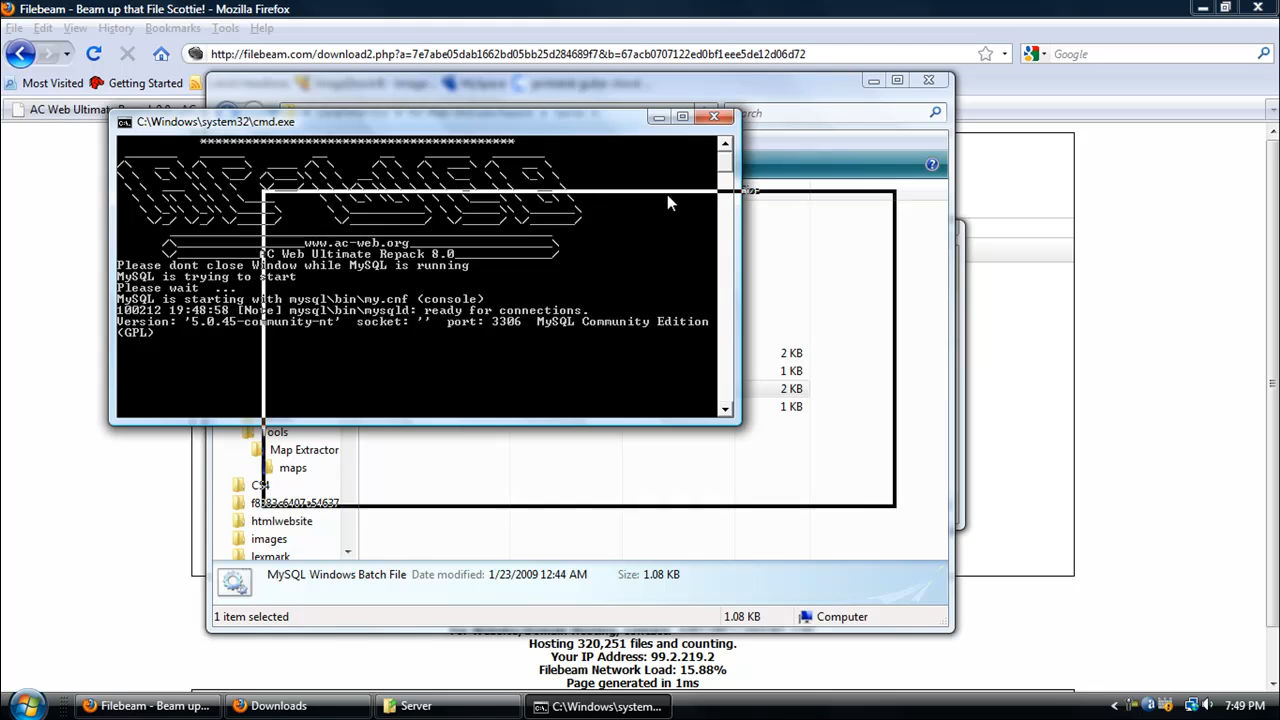 Filebeam - Beam up that File Scottie! - Mozilla Firefox
File Edit View History Bookmarks Tools Help
http://filebeam.com/download2.php?a=7e7abe05dab1662bd05bb25d284689f7&b=67acb0707122ed0bf1eee5de12d06d72
Google
Most Visited Getting Started
AC Web Ultimate
C:\Windows\system32\cmd.exe
****************************************
www.ac-web.org
AC Web Ultimate Repack 8.0
Please dont close Window while MySQL is running
MySQL is trying to start
Please wait ...
MySQL is starting with mysql\bin\my.cnf (console)
100212 19:48:58 [Note] mysql\bin\mysqld: ready for connections.
Version: '5.0.45-community-nt' socket: '' port: 3306 MySQL Community Edition
(GPL)
2 KB
1 KB
2 KB
1 KB
Tools
Map Extractor
maps
CS4
htmlwebsite
images
lexmark
MySQL Windows Batch File Date modified: 1/23/2009 12:44 AM Size: 1.08 KB
1 item selected 1.08 KB Computer
Hosting 320,251 files and counting.
Your IP Address: 99.2.219.2
Filebeam Network Load: 15.88%
Page generated in 1ms
Filebeam - Beam up... Downloads Server C:\Windows\system... 7:49 PM